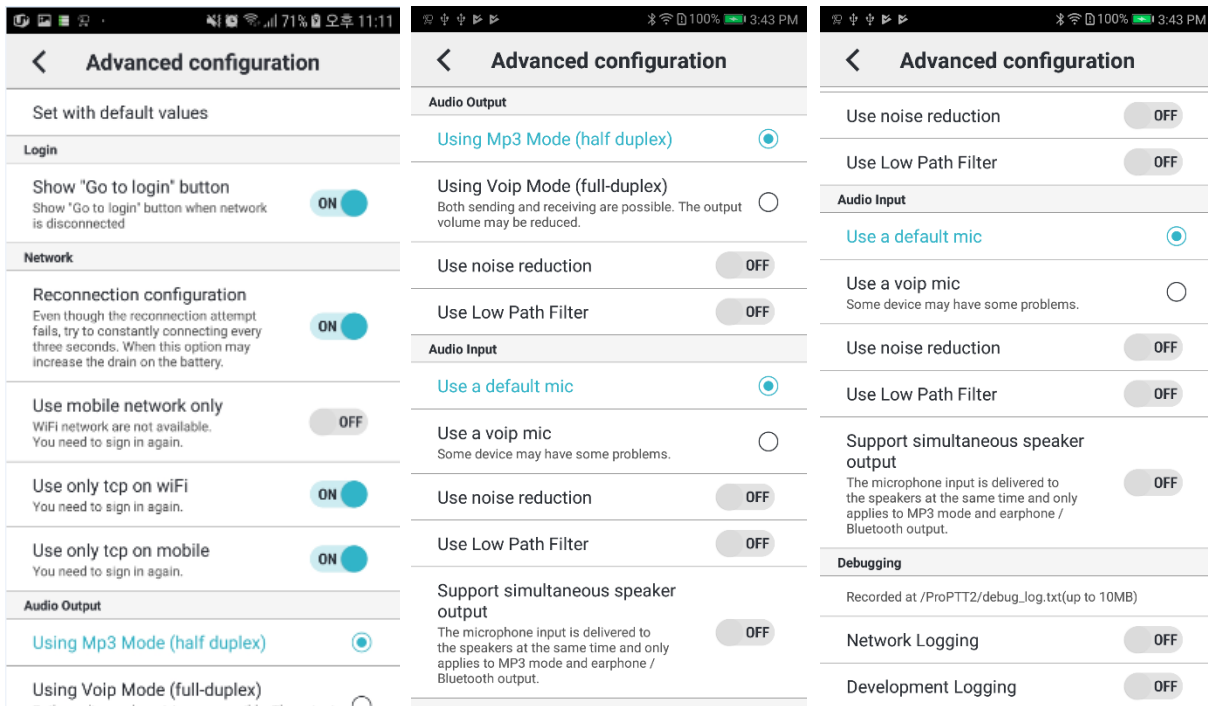 71% 오후 11:11
Advanced configuration
Set with default values
Login
Show "Go to login" button
ON
Show "Go to login" button when network
is disconnected
Network
Reconnection configuration
Even though the reconnection attempt
fails, try to constantly connecting every
three seconds. When this option may
increase the drain on the battery.
ON
Use mobile network only
WiFi network are not available.
You need to sign in again.
OFF
Use only tcp on wiFi
You need to sign in again.
ON
Use only tcp on mobile
You need to sign in again.
ON
Audio Output
Using Mp3 Mode (half duplex)
Using Voip Mode (full-duplex)
100% 3:43 PM
Advanced configuration
Audio Output
Using Mp3 Mode (half duplex)
Using Voip Mode (full-duplex)
Both sending and receiving are possible. The output
volume may be reduced.
Use noise reduction OFF
Use Low Path Filter OFF
Audio Input
Use a default mic
Use a voip mic
Some device may have some problems.
Use noise reduction OFF
Use Low Path Filter OFF
Support simultaneous speaker
output
The microphone input is delivered to
the speakers at the same time and only
applies to MP3 mode and earphone /
Bluetooth output.
OFF
100% 3:43 PM
Advanced configuration
Use noise reduction OFF
Use Low Path Filter OFF
Audio Input
Use a default mic
Use a voip mic
Some device may have some problems.
Use noise reduction OFF
Use Low Path Filter OFF
Support simultaneous speaker
output
The microphone input is delivered to
the speakers at the same time and only
applies to MP3 mode and earphone /
Bluetooth output.
OFF
Debugging
Recorded at /ProPTT2/debug_log.txt(up to 10MB)
Network Logging OFF
Development Logging OFF